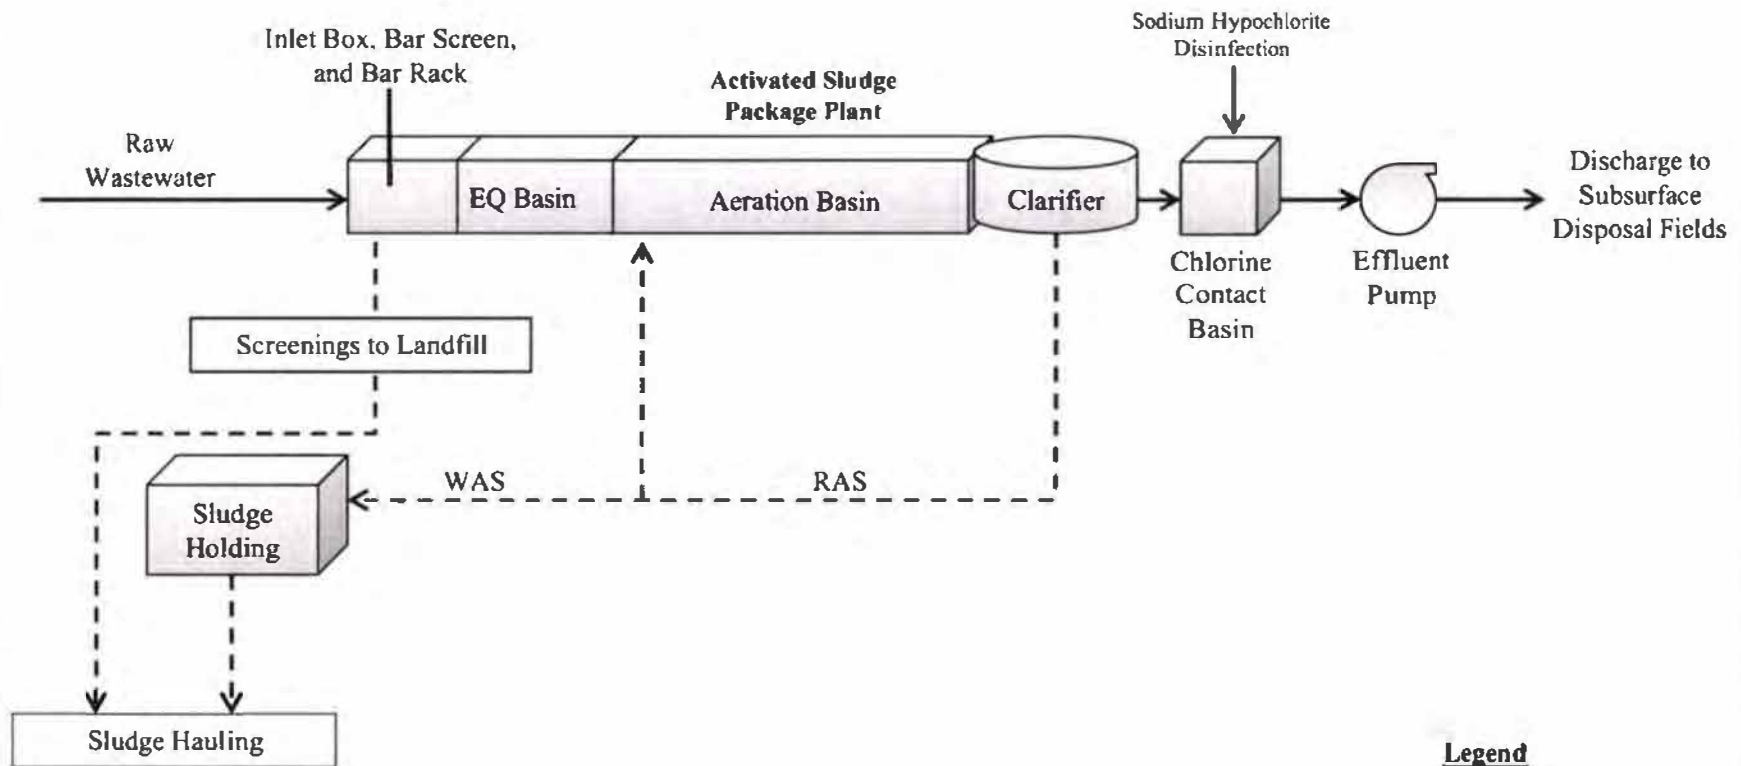 Inlet Box, Bar Screen,
and Bar Rack
Sodium Hypochlorite
Disinfection
Activated Sludge
Package Plant
Raw
Wastewater
EQ Basin
Aeration Basin
Clarifier
Discharge to
Subsurface
Disposal Fields
Chlorine
Contact
Basin
Effluent
Pump
Screenings to Landfill
WAS
RAS
Sludge
Holding
Sludge Hauling
Legend